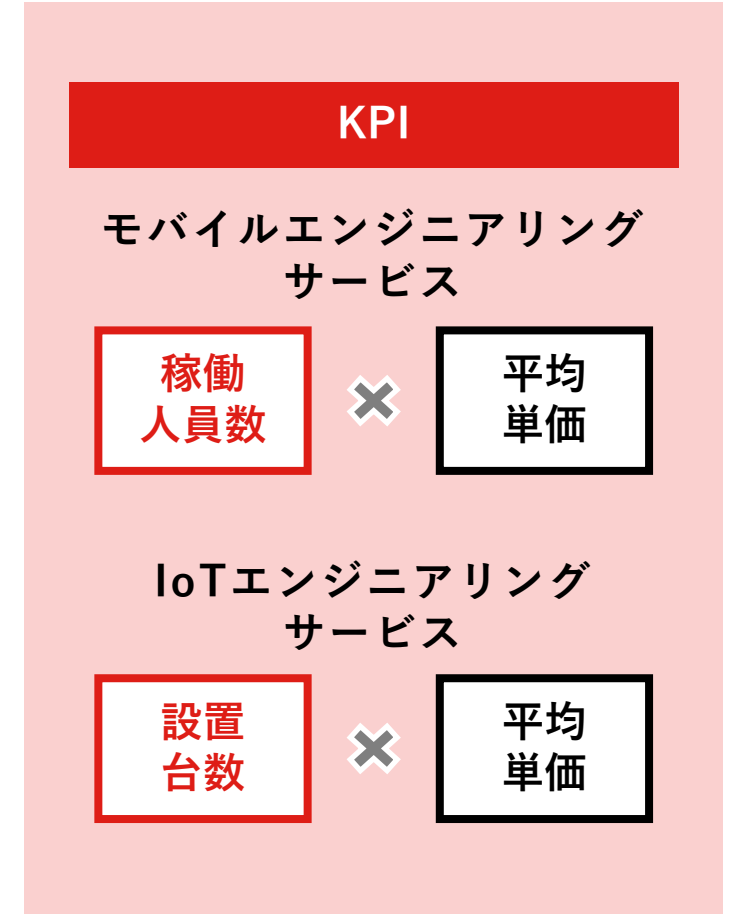 KPI
モバイルエンジニアリング
サービス
稼働
人員数
×
平均
単価
IoTエンジニアリング
サービス
設置
台数
×
平均
単価